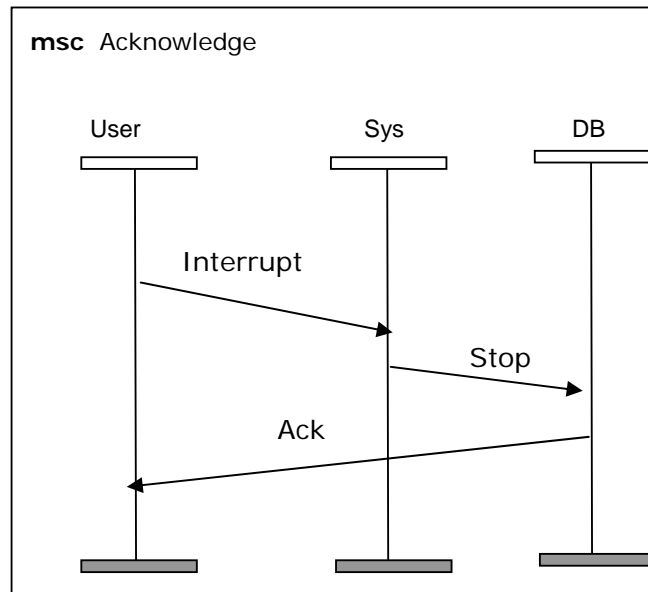 msc Acknowledge
User
Sys
DB
Interrupt
Stop
Ack